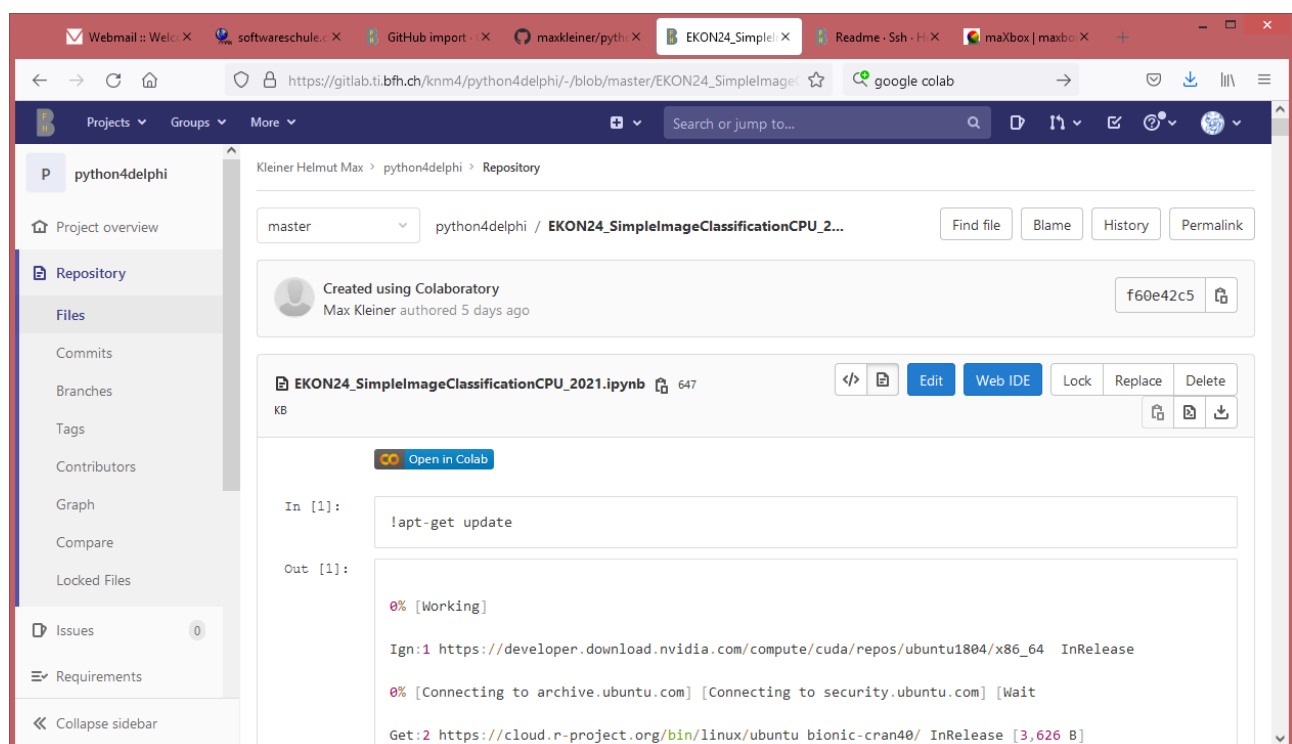 Webmail :: Welc
softwareschule.c
GitHub import ·
maxkleiner/pytho
EKON24_SimpleI
Readme · Ssh · H
maXbox | maxbo
https://gitlab.ti.bfh.ch/knm4/python4delphi/-/blob/master/EKON24_SimpleImageC
google colab
Projects Groups More
Search or jump to...
P python4delphi
Project overview
Repository
Files
Commits
Branches
Tags
Contributors
Graph
Compare
Locked Files
Issues 0
Requirements
Collapse sidebar
Kleiner Helmut Max > python4delphi > Repository
master python4delphi / EKON24_SimpleImageClassificationCPU_2... Find file Blame History Permalink
Created using Colaboratory
Max Kleiner authored 5 days ago
f60e42c5
EKON24_SimpleImageClassificationCPU_2021.ipynb 647
KB
Edit Web IDE Lock Replace Delete
Open in Colab
In [1]:
!apt-get update
Out [1]:
0% [Working]
Ign:1 https://developer.download.nvidia.com/compute/cuda/repos/ubuntu1804/x86_64 InRelease
0% [Connecting to archive.ubuntu.com] [Connecting to security.ubuntu.com] [Wait
Get:2 https://cloud.r-project.org/bin/linux/ubuntu bionic-cran40/ InRelease [3,626 B]